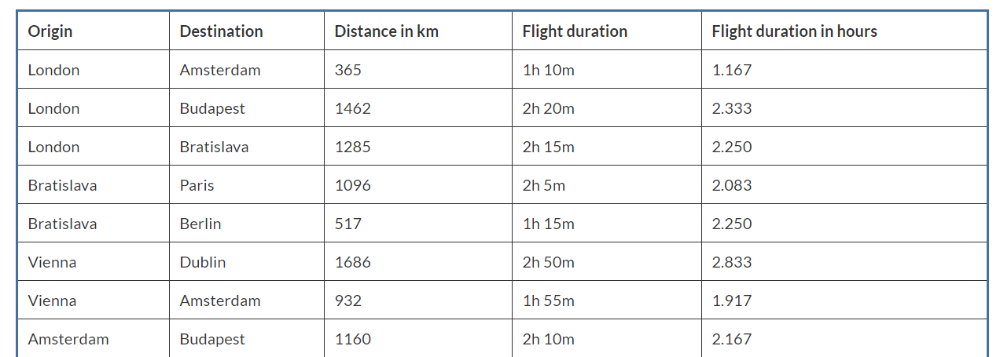 Origin Destination Distance in km Flight duration Flight duration in hours
London Amsterdam 365 1h 10m 1.167
London Budapest 1462 2h 20m 2.333
London Bratislava 1285 2h 15m 2.250
Bratislava Paris 1096 2h 5m 2.083
Bratislava Berlin 517 1h 15m 2.250
Vienna Dublin 1686 2h 50m 2.833
Vienna Amsterdam 932 1h 55m 1.917
Amsterdam Budapest 1160 2h 10m 2.167